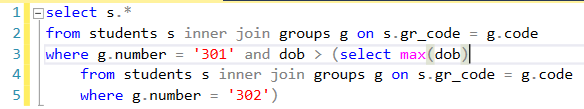 1 select s.*
2 from students s inner join groups g on s.gr_code = g.code
3 where g.number = '301' and dob > (select max(dob)
4 from students s inner join groups g on s.gr_code = g.code
5 where g.number = '302')